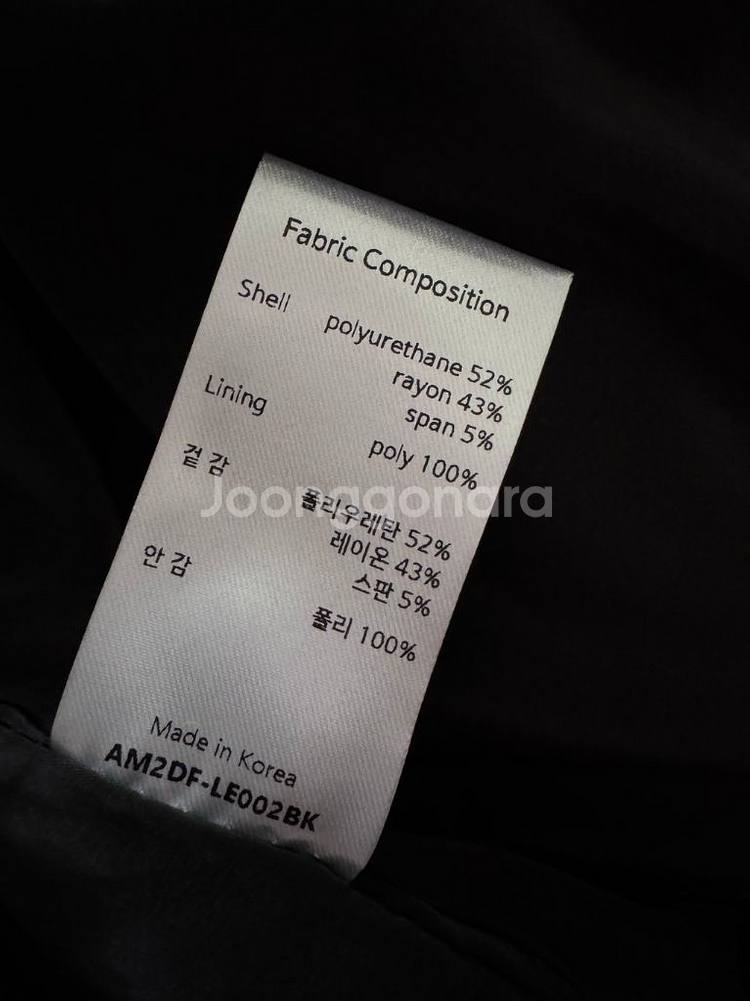 Fabric Composition
Shell
polyurethane 52%
rayon 43%
span 5%
Lining
poly 100%
겉 감
폴리우레탄 52%
레이온 43%
스판 5%
안 감
폴리 100%
Made in Korea
AM2DF-LE002BK
Joonggonara